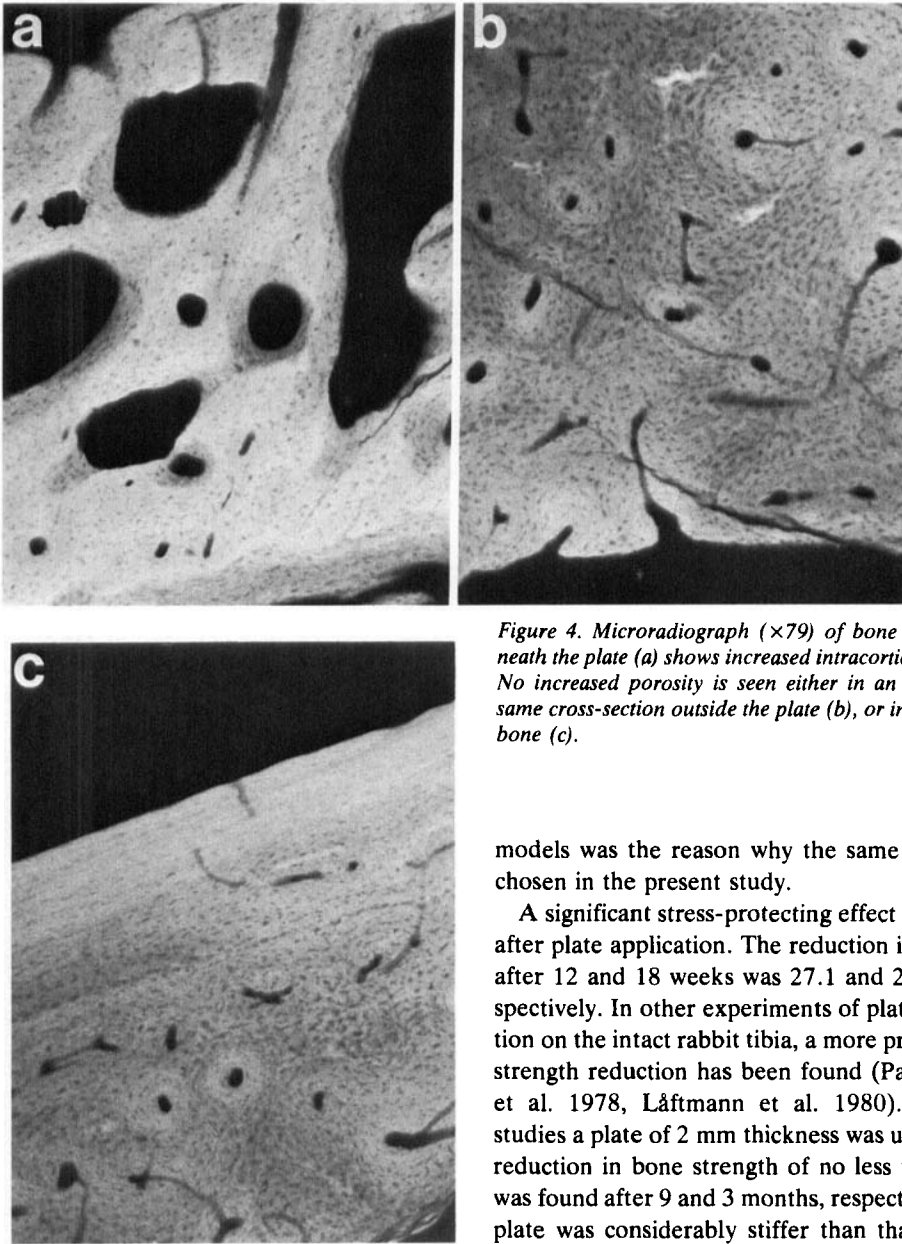 a
b
c
Figure 4. Microradiograph (×79) of bone
neath the plate (a) shows increased intracorti
No increased porosity is seen either in an
same cross-section outside the plate (b), or i
bone (c).
models was the reason why the same
chosen in the present study.
A significant stress-protecting effect
after plate application. The reduction i
after 12 and 18 weeks was 27.1 and 2
spectively. In other experiments of plat
tion on the intact rabbit tibia, a more pr
strength reduction has been found (Pa
et al. 1978, Låftmann et al. 1980).
studies a plate of 2 mm thickness was u
reduction in bone strength of no less
was found after 9 and 3 months, respect
plate was considerably stiffer than tha